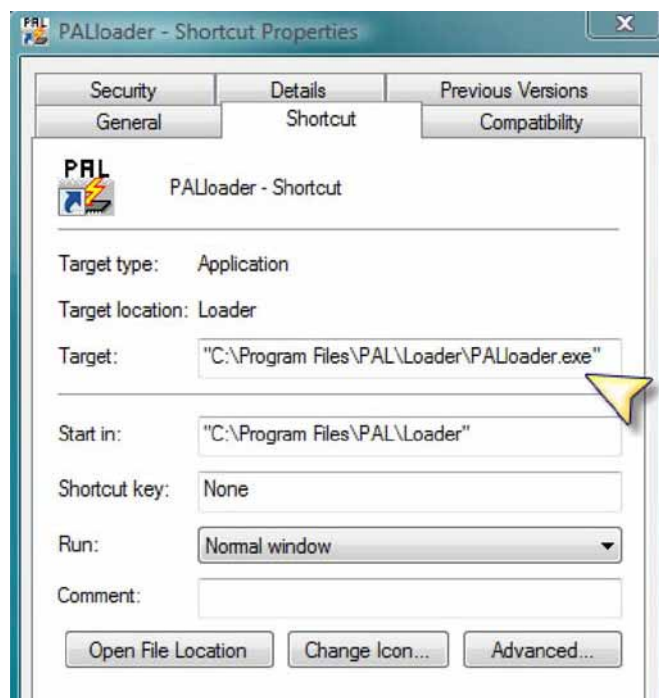 PAL PALloader - Shortcut Properties
Security Details Previous Versions
General Shortcut Compatibility
PAL
PALloader - Shortcut
Target type: Application
Target location: Loader
Target: "C:\Program Files\PAL\Loader\PALloader.exe"
Start in: "C:\Program Files\PAL\Loader"
Shortcut key: None
Run: Normal window
Comment:
Open File Location Change Icon... Advanced...